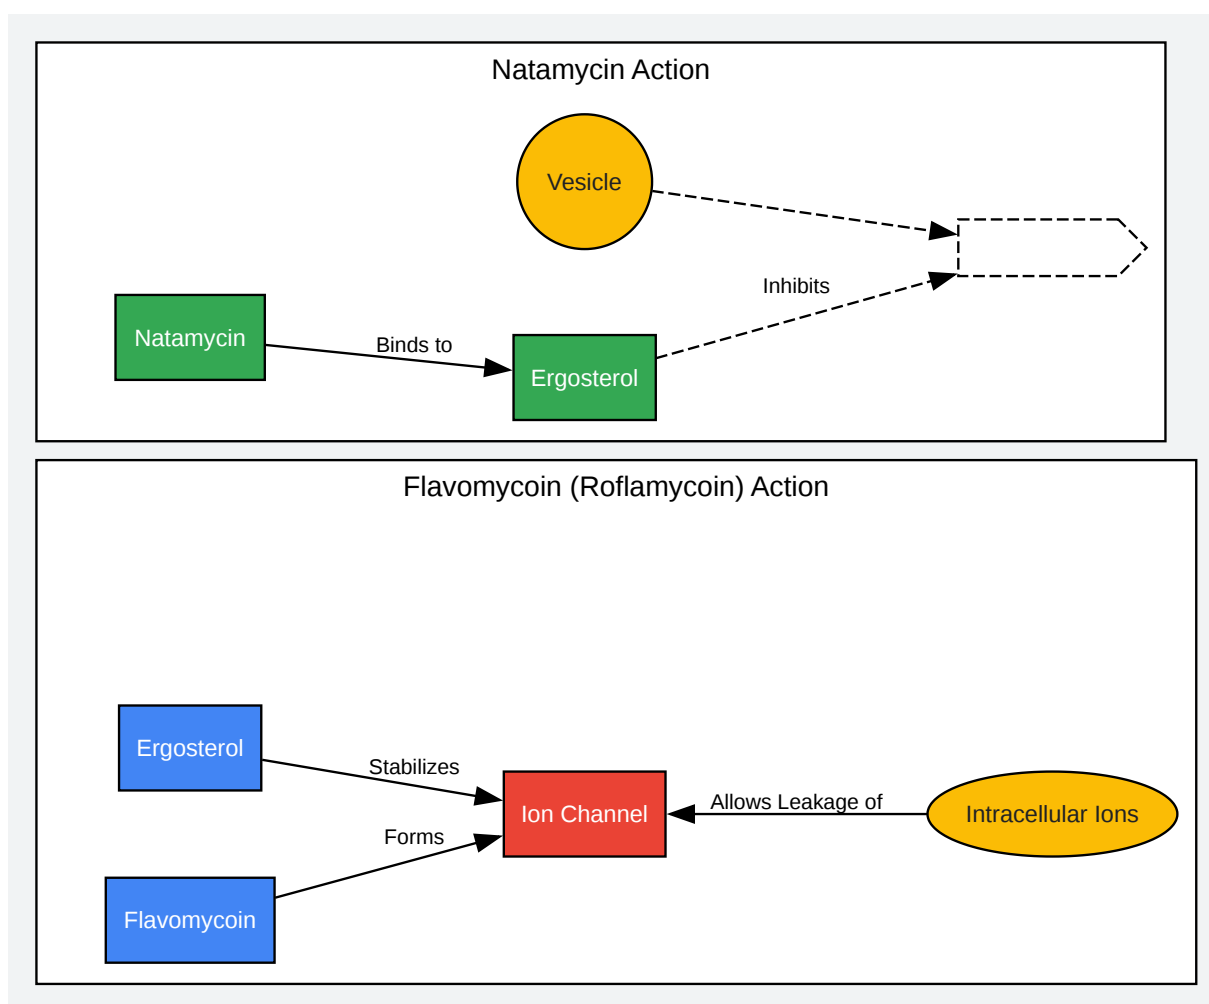 Natamycin Action
Vesicle
Inhibits
Natamycin
Binds to
Ergosterol
Flavomycoin (Roflamycoin) Action
Ergosterol
Stabilizes
Ion Channel
Allows Leakage of
Intracellular Ions
Forms
Flavomycoin